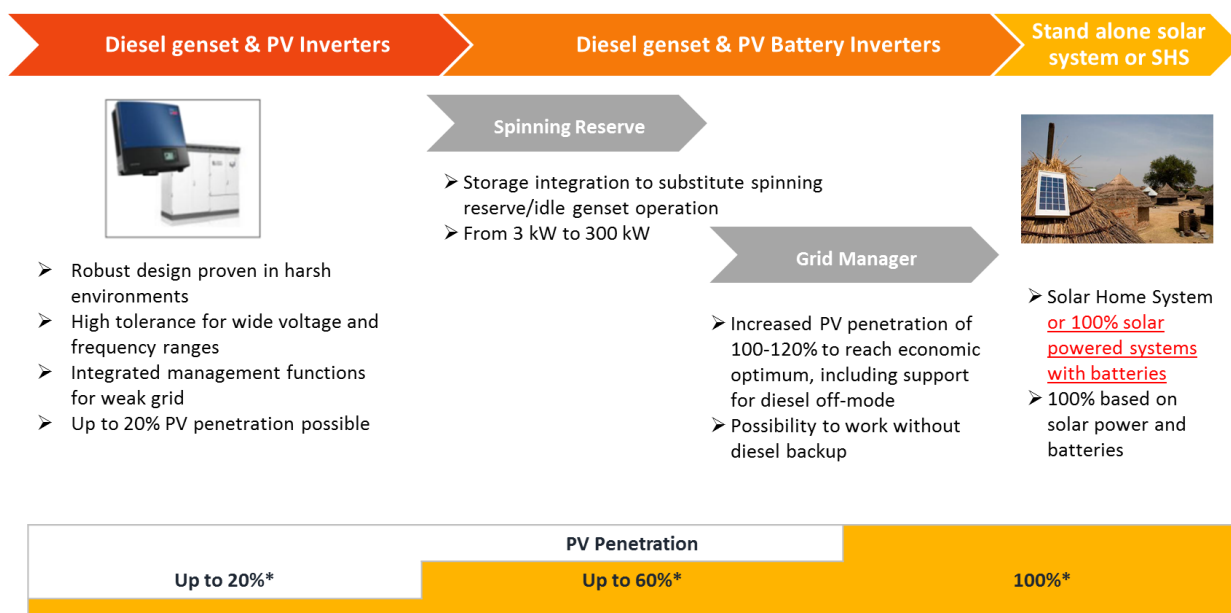 Diesel genset & PV Inverters
Diesel genset & PV Battery Inverters
Stand alone solar
system or SHS
Spinning Reserve
➢ Storage integration to substitute spinning
reserve/idle genset operation
➢ From 3 kW to 300 kW
Grid Manager
➢ Robust design proven in harsh
environments
➢ High tolerance for wide voltage and
frequency ranges
➢ Integrated management functions
for weak grid
➢ Up to 20% PV penetration possible
➢ Increased PV penetration of
100-120% to reach economic
optimum, including support
for diesel off-mode
➢ Possibility to work without
diesel backup
➢ Solar Home System
or 100% solar
powered systems
with batteries
➢ 100% based on
solar power and
batteries
PV Penetration
Up to 20%*
Up to 60%*
100%*